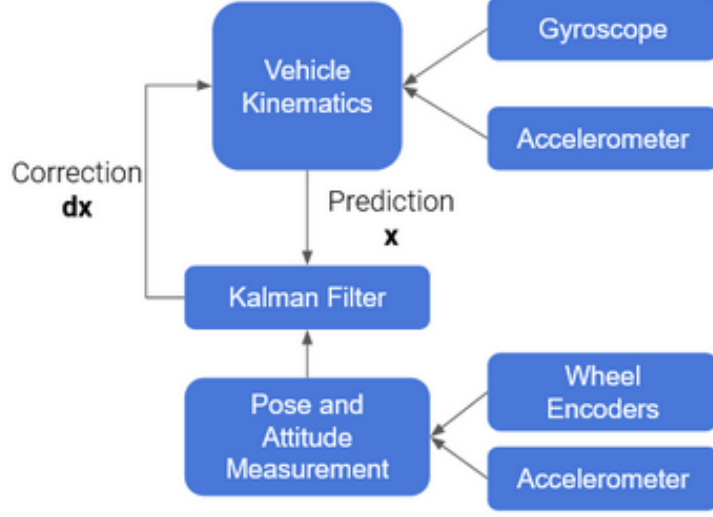 Gyroscope
Vehicle
Kinematics
Accelerometer
Correction
dx
Prediction
x
Kalman Filter
Wheel
Encoders
Pose and
Attitude
Measurement
Accelerometer